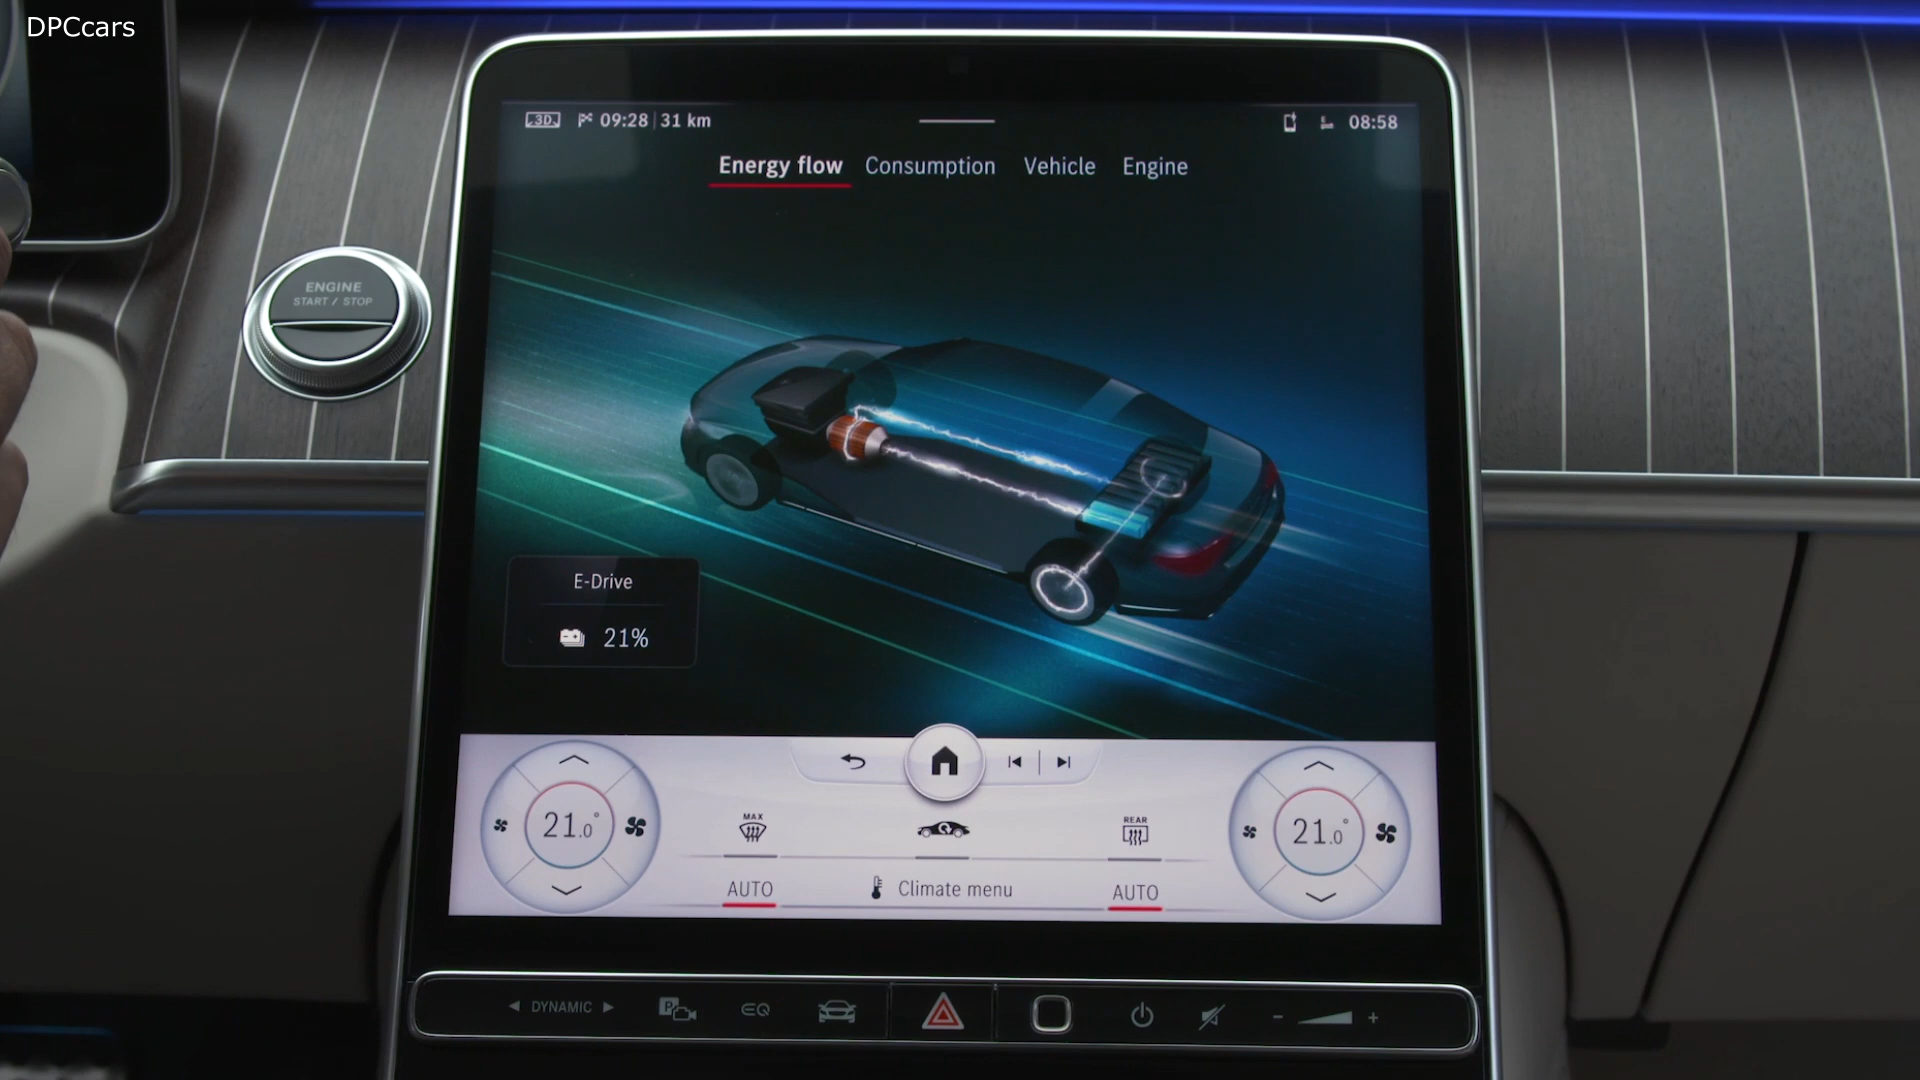 DPCcars
3D 09:28 31 km
08:58
Energy flow Consumption Vehicle Engine
ENGINE
START / STOP
E-Drive
21%
21.0° 21.0°
MAX REAR
AUTO Climate menu AUTO
DYNAMIC P EQ - +